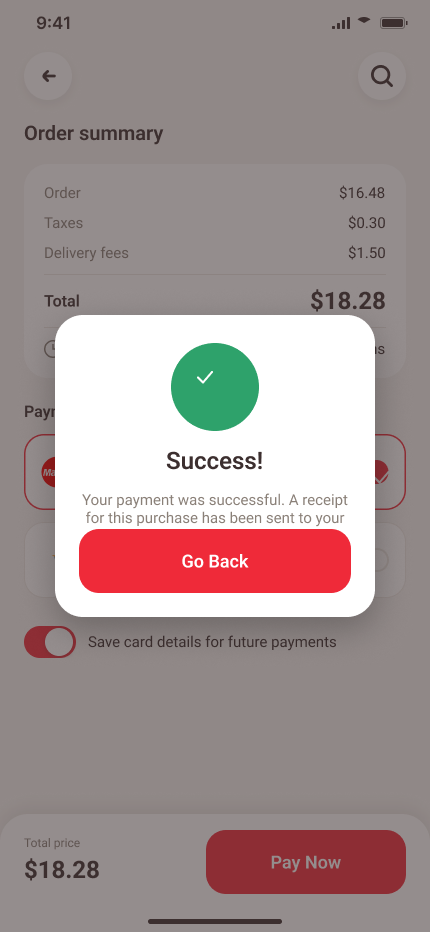 9:41
Order summary
Order $16.48
Taxes $0.30
Delivery fees $1.50
Total $18.28
Success!
Your payment was successful. A receipt
for this purchase has been sent to your
Go Back
Save card details for future payments
Total price
$18.28
Pay Now